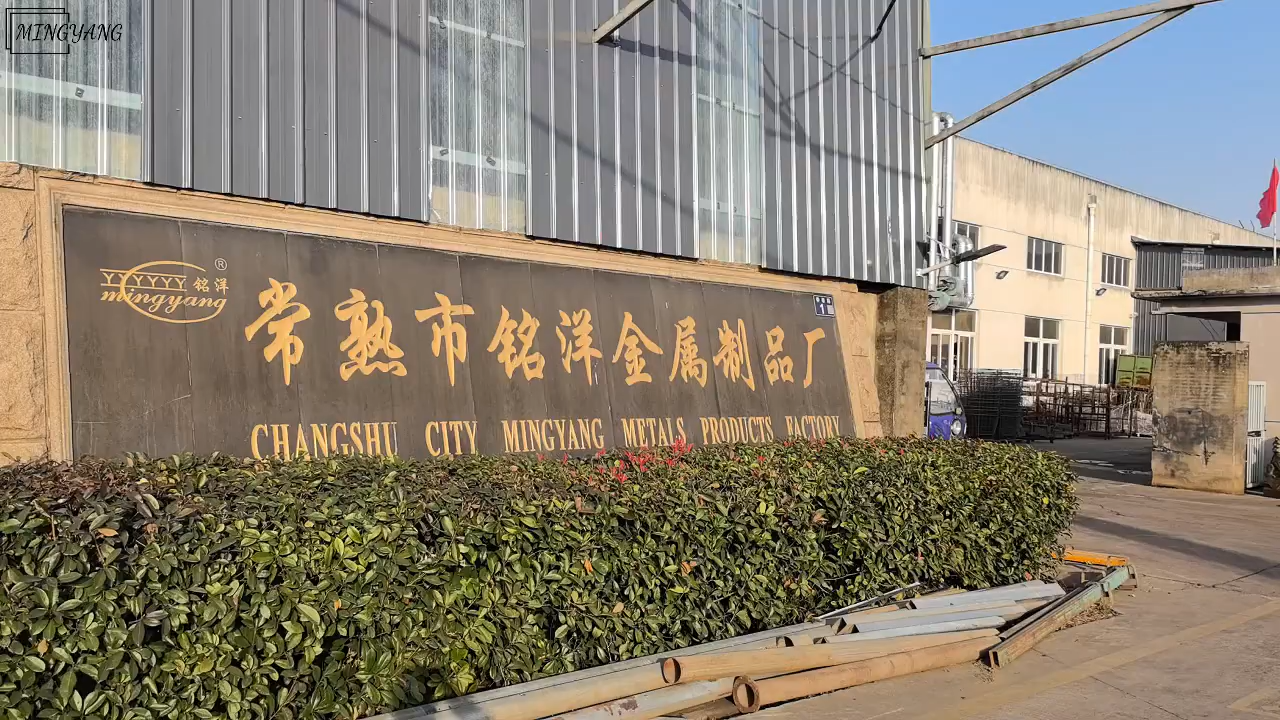 MINGYANG
YYYYYY 铭洋 ®
mingyang
常熟市铭洋金属制品厂
1
CHANGSHU CITY MINGYANG METALS PRODUCTS FACTORY